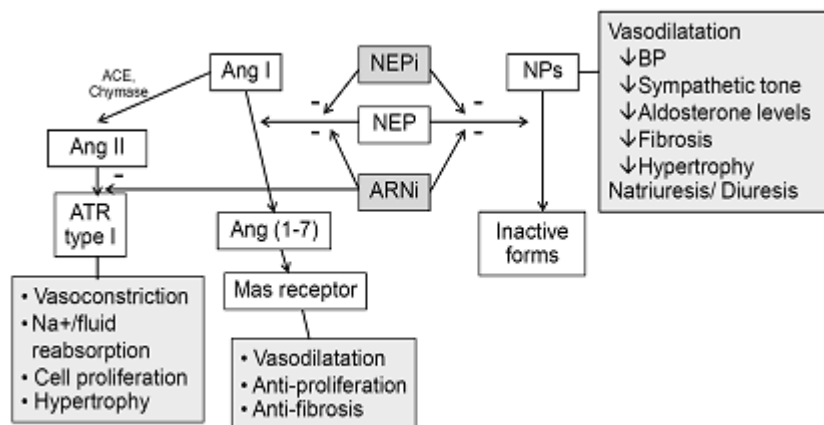 Ang I
ACE,
Chymase
Ang II
ATR
type I
• Vasoconstriction
• Na+/fluid
reabsorption
• Cell proliferation
• Hypertrophy
NEPi
NEP
ARNi
-
-
-
-
-
Ang (1-7)
Mas receptor
• Vasodilatation
• Anti-proliferation
• Anti-fibrosis
NPs
Inactive
forms
Vasodilatation
↓BP
↓Sympathetic tone
↓Aldosterone levels
↓Fibrosis
↓Hypertrophy
Natriuresis/ Diuresis